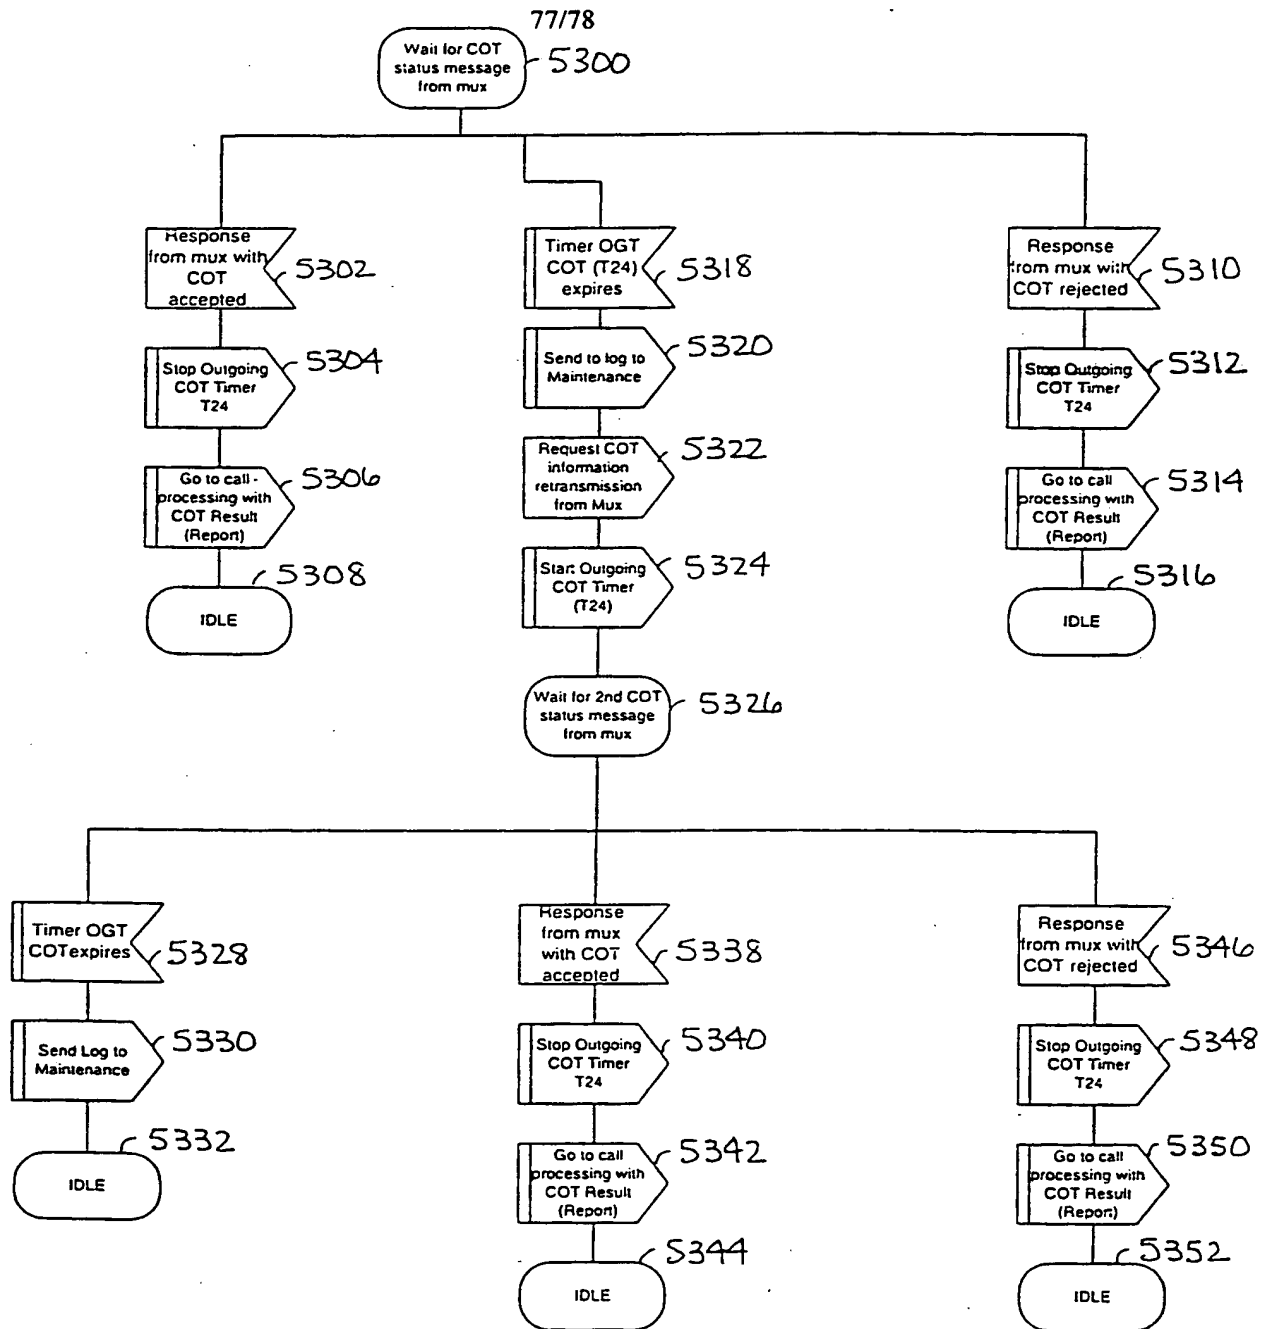 77/78
Wait for COT
status message
from mux
5300
Response
from mux with
COT
accepted
5302
Timer OGT
COT (T24)
expires
5318
Response
from mux with
COT rejected
5310
Stop Outgoing
COT Timer
T24
5304
Send to log to
Maintenance
5320
Stop Outgoing
COT Timer
T24
5312
Go to call -
processing with
COT Result
(Report)
5306
Request COT
information
retransmission
from Mux
5322
Go to call
processing with
COT Result
(Report)
5314
5308
IDLE
Start Outgoing
COT Timer
(T24)
5324
5316
IDLE
Wait for 2nd COT
status message
from mux
5326
Timer OGT
COT expires
5328
Response
from mux
with COT
accepted
5338
Response
from mux with
COT rejected
5346
Send Log to
Maintenance
5330
Stop Outgoing
COT Timer
T24
5340
Stop Outgoing
COT Timer
T24
5348
5332
IDLE
Go to call
processing with
COT Result
(Report)
5342
Go to call
processing with
COT Result
(Report)
5350
5344
IDLE
5352
IDLE